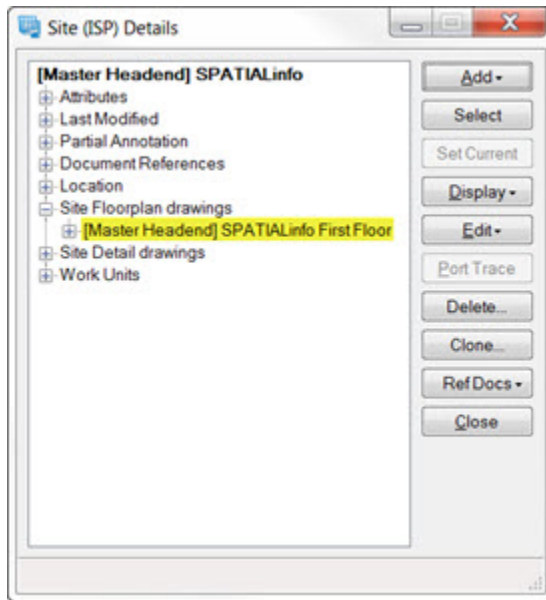 Site (ISP) Details
[Master Headend] SPATIALinfo
Attributes
Last Modified
Partial Annotation
Document References
Location
Site Floorplan drawings
[Master Headend] SPATIALinfo First Floor
Site Detail drawings
Work Units
Add
Select
Set Current
Display
Edit
Port Trace
Delete...
Clone...
Ref Docs
Close